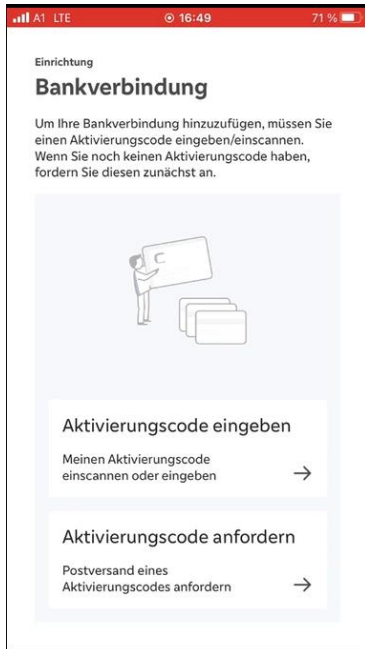 A1 LTE 16:49 71 %
Einrichtung
Bankverbindung
Um Ihre Bankverbindung hinzuzufügen, müssen Sie
einen Aktivierungscode eingeben/einscannen.
Wenn Sie noch keinen Aktivierungscode haben,
fordern Sie diesen zunächst an.
Aktivierungscode eingeben
Meinen Aktivierungscode
einscannen oder eingeben
Aktivierungscode anfordern
Postversand eines
Aktivierungscodes anfordern